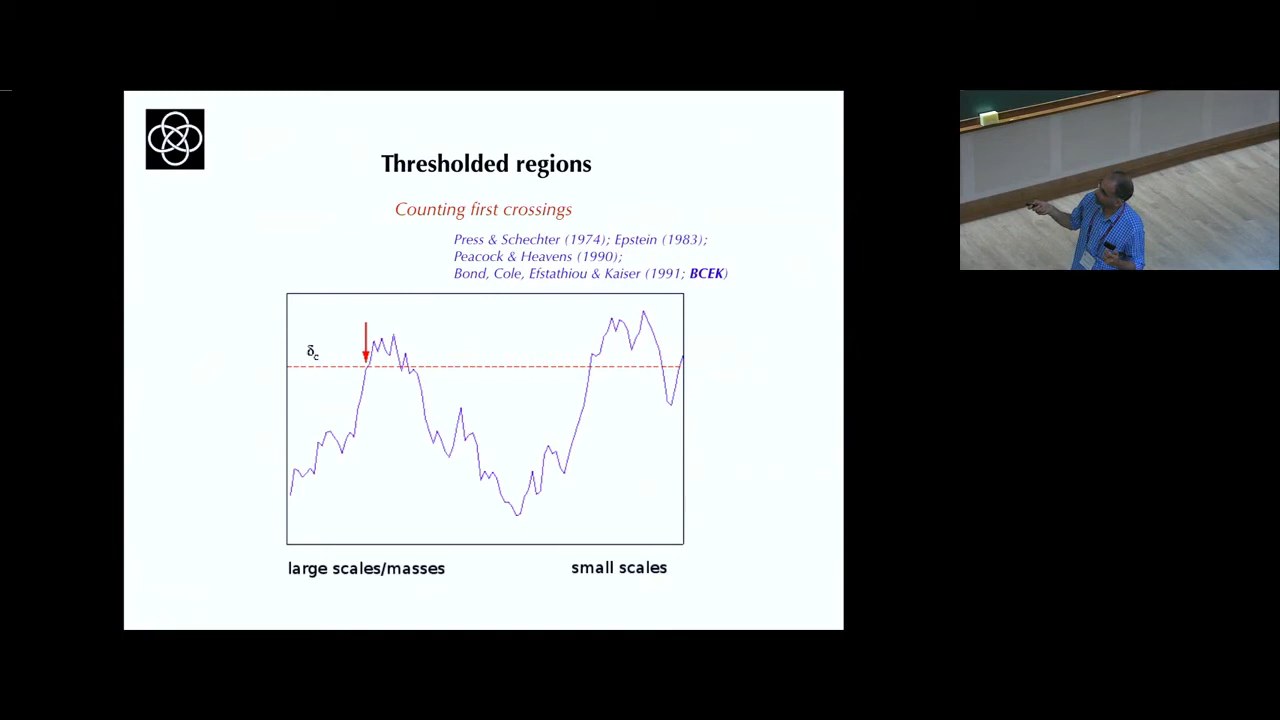 Thresholded regions
Counting first crossings
Press & Schechter (1974); Epstein (1983);
Peacock & Heavens (1990);
Bond, Cole, Efstathiou & Kaiser (1991; BCEK)
δc
large scales/masses
small scales